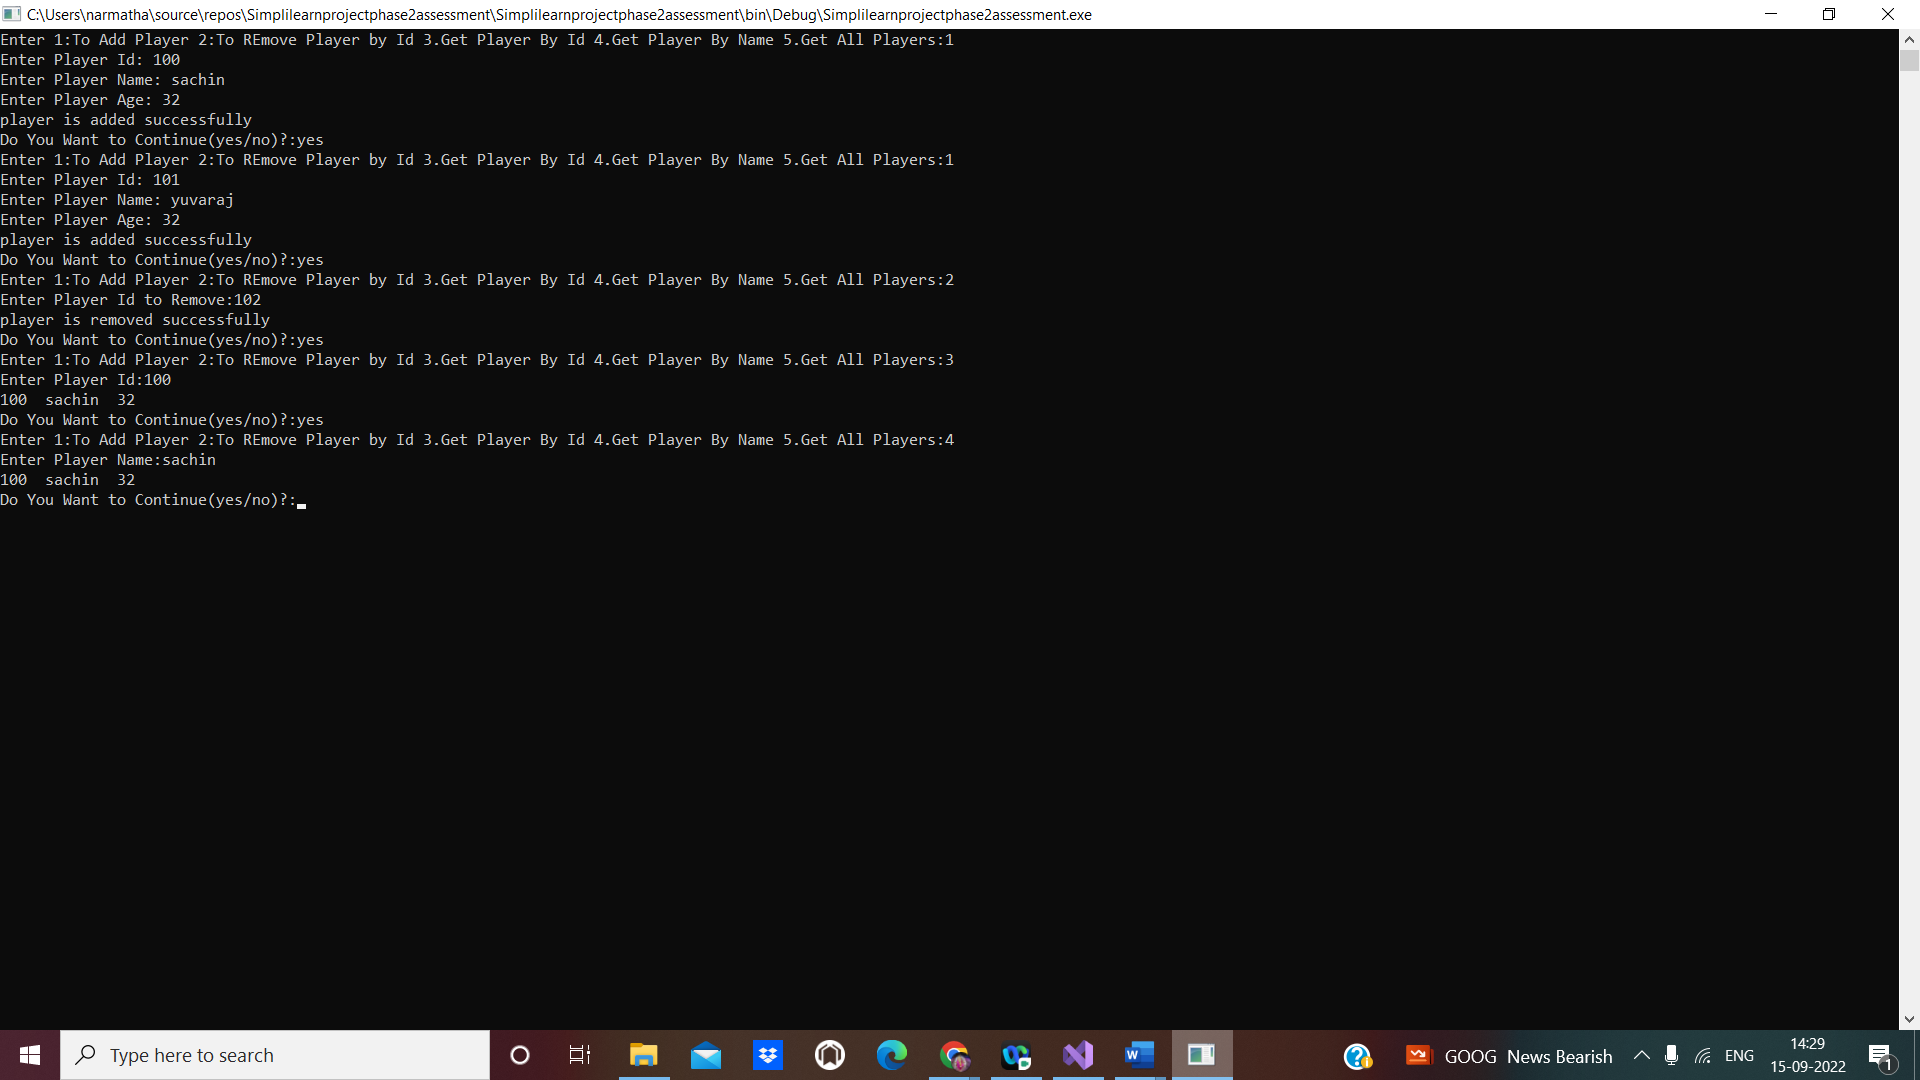 C:\Users\narmatha\source\repos\Simplilearnprojectphase2assessment\Simplilearnprojectphase2assessment\bin\Debug\Simplilearnprojectphase2assessment.exe
Enter 1:To Add Player 2:To REmove Player by Id 3.Get Player By Id 4.Get Player By Name 5.Get All Players:1
Enter Player Id: 100
Enter Player Name: sachin
Enter Player Age: 32
player is added successfully
Do You Want to Continue(yes/no)?:yes
Enter 1:To Add Player 2:To REmove Player by Id 3.Get Player By Id 4.Get Player By Name 5.Get All Players:1
Enter Player Id: 101
Enter Player Name: yuvaraj
Enter Player Age: 32
player is added successfully
Do You Want to Continue(yes/no)?:yes
Enter 1:To Add Player 2:To REmove Player by Id 3.Get Player By Id 4.Get Player By Name 5.Get All Players:2
Enter Player Id to Remove:102
player is removed successfully
Do You Want to Continue(yes/no)?:yes
Enter 1:To Add Player 2:To REmove Player by Id 3.Get Player By Id 4.Get Player By Name 5.Get All Players:3
Enter Player Id:100
100  sachin  32
Do You Want to Continue(yes/no)?:yes
Enter 1:To Add Player 2:To REmove Player by Id 3.Get Player By Id 4.Get Player By Name 5.Get All Players:4
Enter Player Name:sachin
100  sachin  32
Do You Want to Continue(yes/no)?:
Type here to search
GOOG News Bearish
ENG
14:29
15-09-2022
1